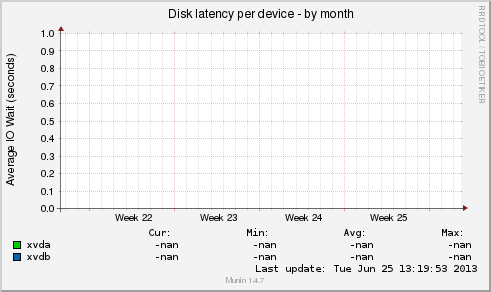 Disk latency per device - by month
RRDTOOL / TOBI OETIKER
Average IO Wait (seconds)
1.0
0.9
0.8
0.7
0.6
0.5
0.4
0.3
0.2
0.1
0.0
Week 22 Week 23 Week 24 Week 25
Cur: Min: Avg: Max:
xvda -nan -nan -nan -nan
xvdb -nan -nan -nan -nan
Last update: Tue Jun 25 13:19:53 2013
Munin 1.4.7